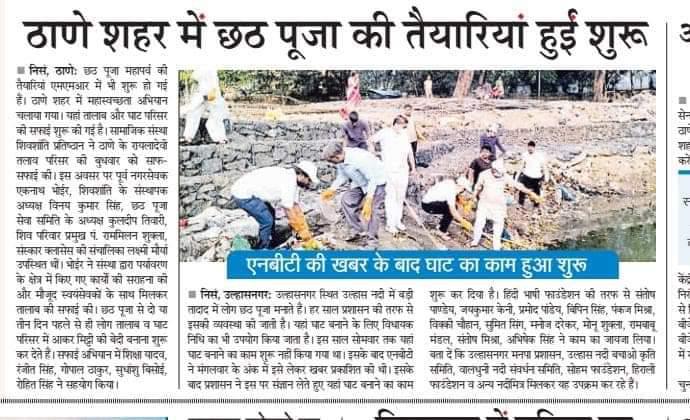 ठाणे शहर में छठ पूजा की तैयारियां हुईं शुरू
■ निसं, ठाणे: छठ पूजा महापर्व की
तैयारियां एमएमआर में भी शुरू हो गई
हैं। ठाणे शहर में महास्वच्छता अभियान
चलाया गया। यहां तालाब और घाट परिसर
की सफाई शुरू की गई है। सामाजिक संस्था
शिवशांति प्रतिष्ठान ने ठाणे के रायलादेवी
तलाव परिसर की बुधवार को साफ-
सफाई की। इस अवसर पर पूर्व नगरसेवक
एकनाथ भोईर, शिवशांति के संस्थापक
अध्यक्ष विनय कुमार सिंह, छठ पूजा
सेवा समिति के अध्यक्ष कुलदीप तिवारी,
शिव परिवार प्रमुख पं. राममिलन शुक्ला,
संस्कार क्लासेस की संचालिका लक्ष्मी मौर्या
उपस्थित थीं। भोईर ने संस्था द्वारा पर्यावरण
के क्षेत्र में किए गए कार्यों की सराहना की
और मौजूद स्वयंसेवकों के साथ मिलकर
तालाब की सफाई की। छठ पूजा से दो या
तीन दिन पहले से ही लोग तालाब व घाट
परिसर में आकर मिट्टी की बेदी बनाना शुरू
कर देते हैं। सफाई अभियान में शिक्षा यादव,
रंजीत सिंह, गोपाल ठाकुर, सुधांशु बिसोई,
रोहित सिंह ने सहयोग किया।
एनबीटी की खबर के बाद घाट का काम हुआ शुरू
■ निसं, उल्हासनगर: उल्हासनगर स्थित उल्हास नदी में बड़ी
तादाद में लोग छठ पूजा मनाते हैं। हर साल प्रशासन की तरफ से
इसकी व्यवस्था की जाती है। यहां घाट बनाने के लिए विधायक
निधि का भी उपयोग किया जाता है। इस साल सोमवार तक यहां
घाट बनाने का काम शुरू नहीं किया गया था। इसके बाद एनबीटी
ने मंगलवार के अंक में इसे लेकर खबर प्रकाशित की थी। इसके
बाद प्रशासन ने इस पर संज्ञान लेते हुए यहां घाट बनाने का काम
शुरू कर दिया है। हिंदी भाषी फाउंडेशन की तरफ से संतोष
पाण्डेय, जयकुमार केनी, प्रमोद पांडेय, बिपिन सिंह, पंकज मिश्रा,
विक्की चौहान, सुमित सिंग, मनोज दरेकर, मोनू शुक्ला, रामबाबू
मंडल, संतोष मिश्रा, अभिषेक सिंह ने काम का जायजा लिया।
बता दें कि उल्हासनगर मनपा प्रशासन, उल्हास नदी बचाओ कृति
समिति, वालधुनी नदी संवर्धन समिति, सोहम फाउंडेशन, हिराली
फाउंडेशन व अन्य नदीमित्र मिलकर यह उपक्रम कर रहे हैं।